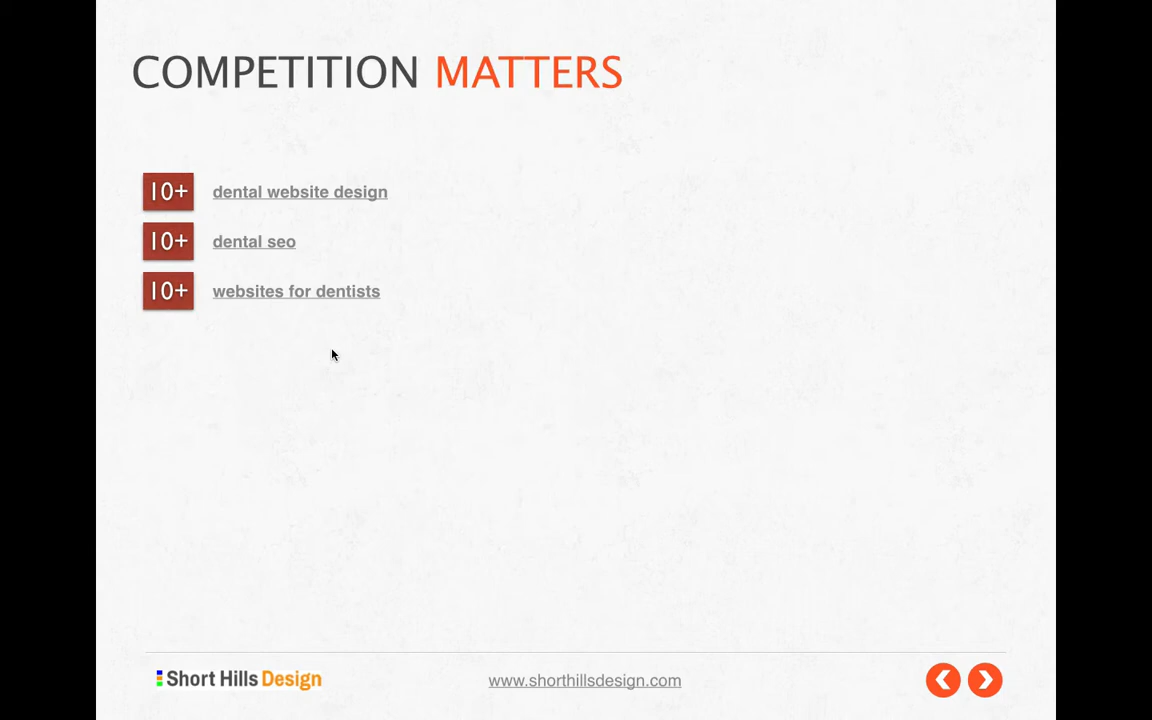 COMPETITION MATTERS
10+ dental website design
10+ dental seo
10+ websites for dentists
Short Hills Design www.shorthillsdesign.com